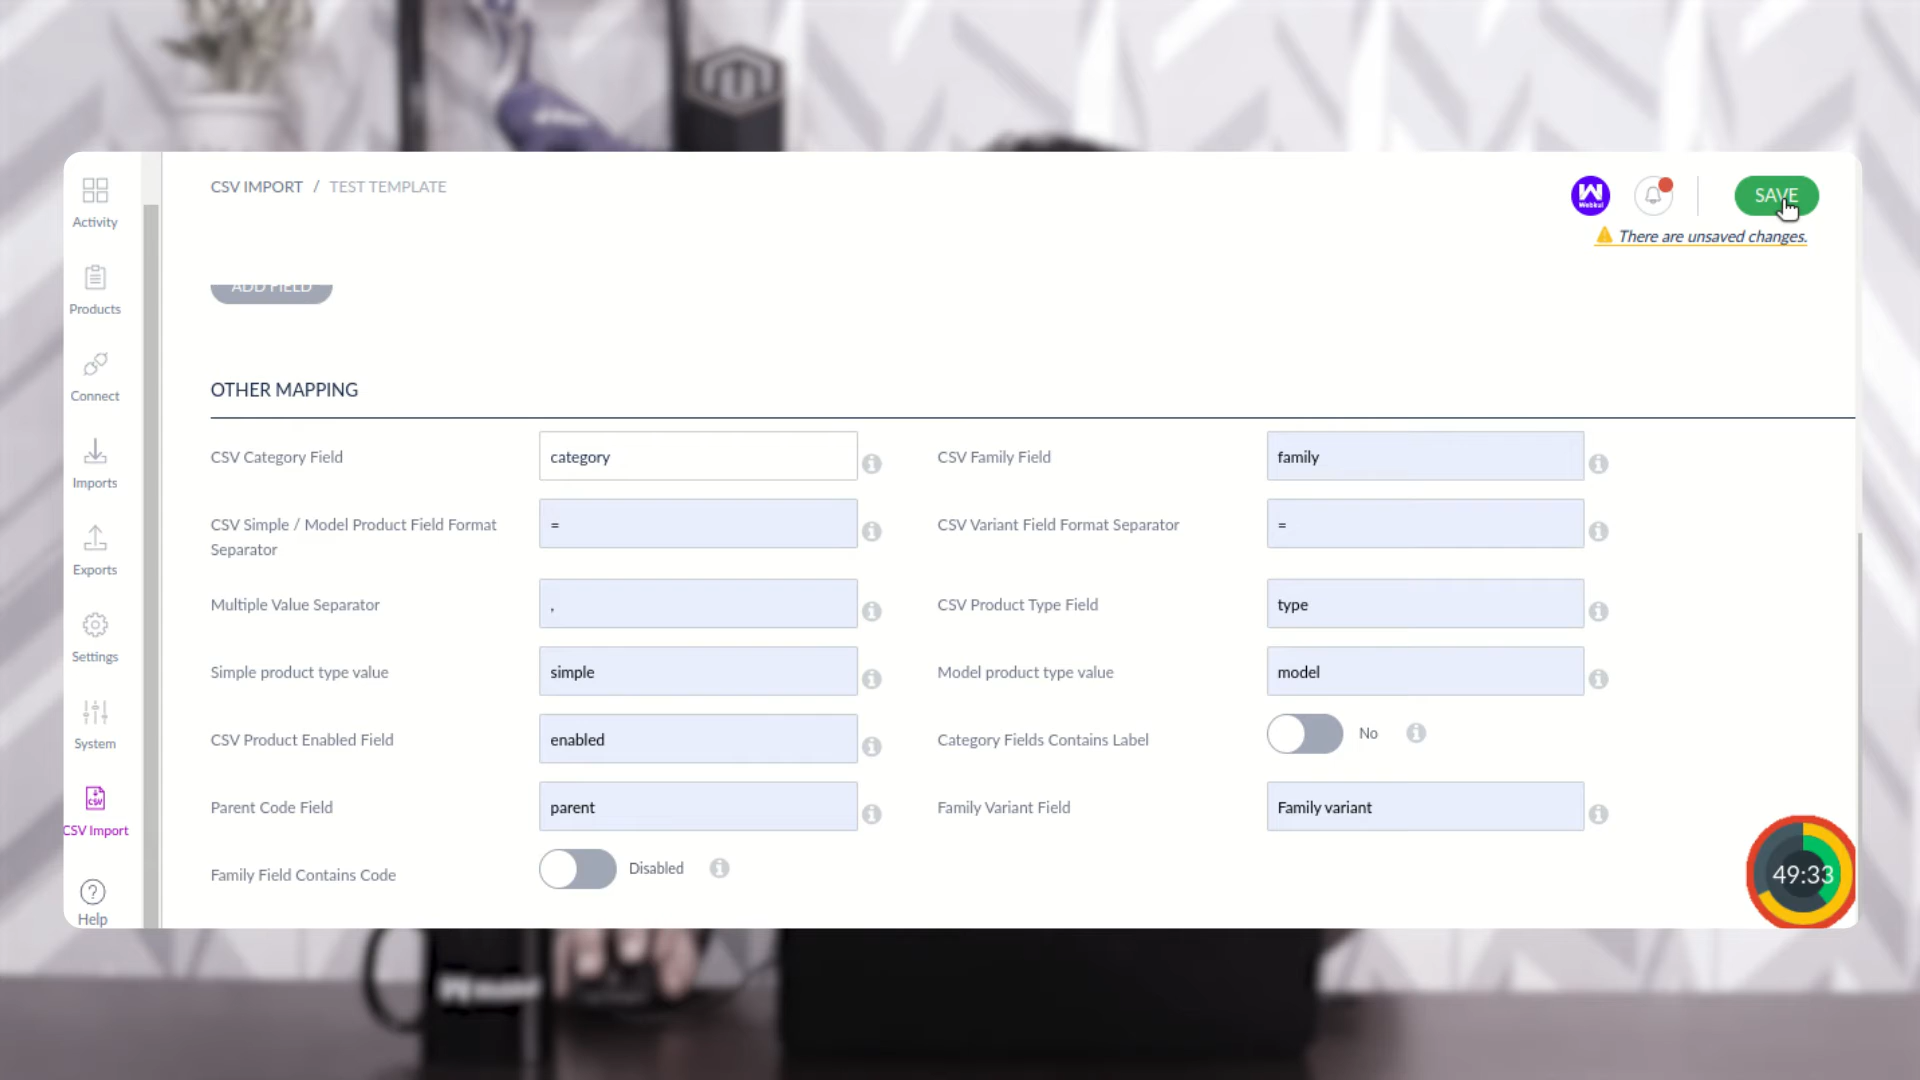 CSV IMPORT / TEST TEMPLATE
Webkul
SAVE
There are unsaved changes.
Activity
Products
Connect
Imports
Exports
Settings
System
CSV Import
Help
ADD FIELD
OTHER MAPPING
CSV Category Field category
CSV Family Field family
CSV Simple / Model Product Field Format
Separator
=
CSV Variant Field Format Separator =
Multiple Value Separator ,
CSV Product Type Field type
Simple product type value simple
Model product type value model
CSV Product Enabled Field enabled
Category Fields Contains Label No
Parent Code Field parent
Family Variant Field Family variant
Family Field Contains Code Disabled
49:33